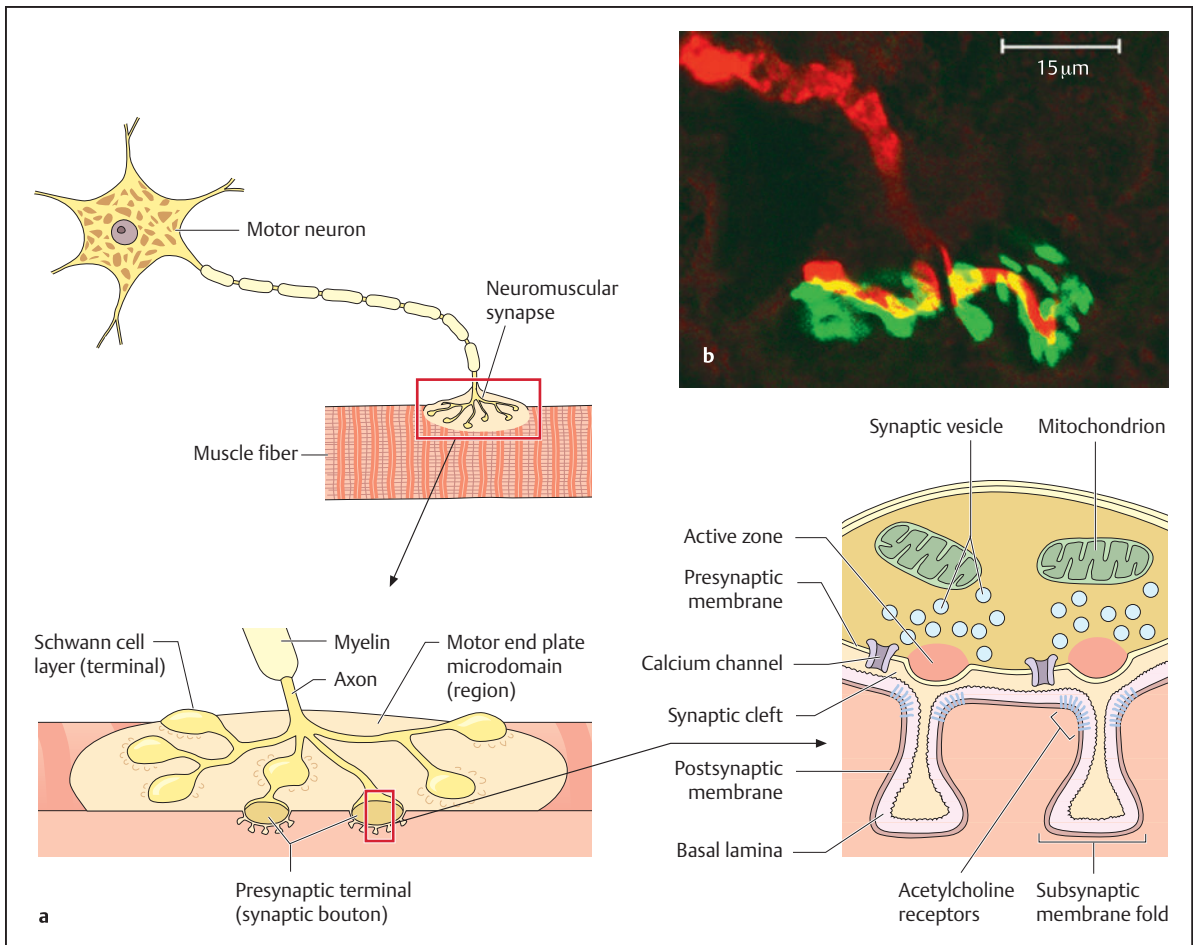 15 µm
b
Motor neuron
Neuromuscular
synapse
Muscle fiber
Schwann cell
layer (terminal)
Myelin
Axon
Motor end plate
microdomain
(region)
Presynaptic terminal
(synaptic bouton)
a
Synaptic vesicle
Mitochondrion
Active zone
Presynaptic
membrane
Calcium channel
Synaptic cleft
Postsynaptic
membrane
Basal lamina
Acetylcholine
receptors
Subsynaptic
membrane fold